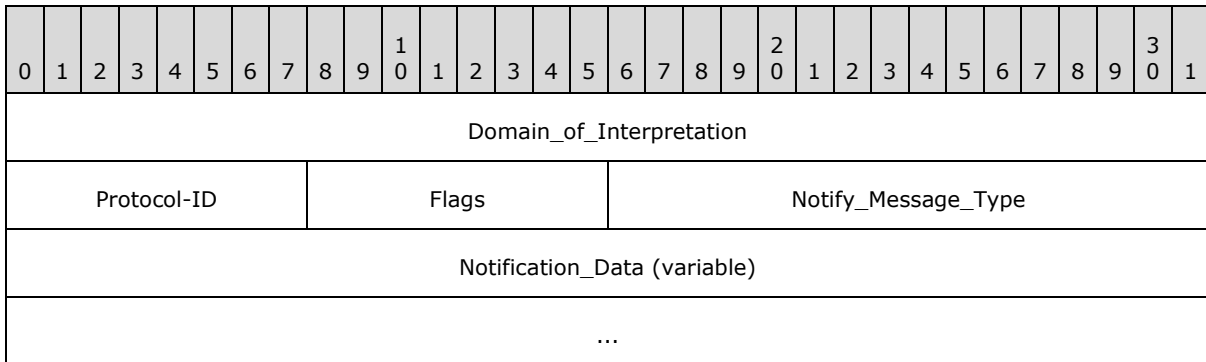 0 1 2 3 4 5 6 7 8 9 1 0 1 2 3 4 5 6 7 8 9 2 0 1 2 3 4 5 6 7 8 9 3 0 1
Domain_of_Interpretation
Protocol-ID Flags Notify_Message_Type
Notification_Data (variable)
...